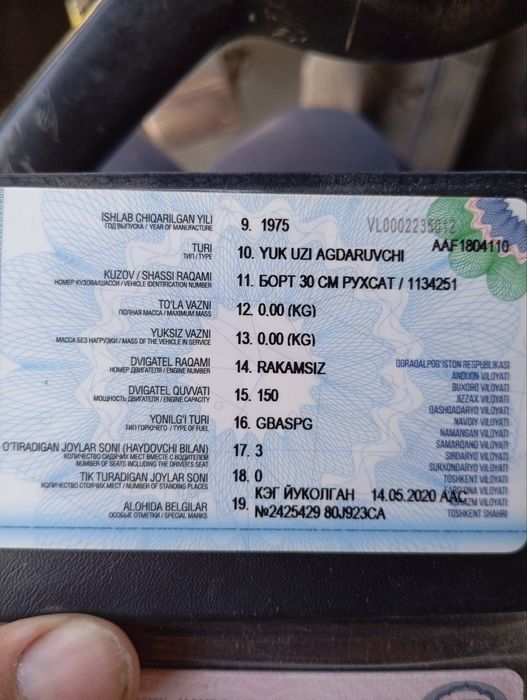 ISHLAB CHIQARILGAN YILI
ГОД ВЫПУСКА / YEAR OF MANUFACTURE
9. 1975
VL0002235012
AAF1804110
TURI
ТИП / TYPE
10. YUK UZI AGDARUVCHI
KUZOV / SHASSI RAQAMI
НОМЕР КУЗОВА/ШАССИ / VEHICLE IDENTIFICATION NUMBER
11. БОРТ 30 СМ РУХСАТ / 1134251
TO'LA VAZNI
ПОЛНАЯ МАССА / MAXIMUM MASS
12. 0.00 (KG)
YUKSIZ VAZNI
МАССА БЕЗ НАГРУЗКИ / MASS OF THE VEHICLE IN SERVICE
13. 0.00 (KG)
DVIGATEL RAQAMI
НОМЕР ДВИГАТЕЛЯ / ENGINE NUMBER
14. RAKAMSIZ
DVIGATEL QUVVATI
МОЩНОСТЬ ДВИГАТЕЛЯ / ENGINE CAPACITY
15. 150
YONILG'I TURI
ТИП ГОРЮЧЕГО / TYPE OF FUEL
16. GBASPG
O'TIRADIGAN JOYLAR SONI (HAYDOVCHI BILAN)
КОЛИЧЕСТВО СИДЯЧИХ МЕСТ ВМЕСТЕ С ВОДИТЕЛЕМ
NUMBER OF SEATS INCLUDING THE DRIVER'S SEAT
17. 3
TIK TURADIGAN JOYLAR SONI
КОЛИЧЕСТВО СТОЯЧИХ МЕСТ / NUMBER OF STANDING PLACES
18. 0
ALOHIDA BELGILAR
ОСОБЫЕ ОТМЕТКИ / SPECIAL MARKS
19. КЭГ ЙУКОЛГАН 14.05.2020 ААС
№2425429 80J923CA
QORAQALPOG'ISTON RESPUBLIKASI
ANDIJON VILOYATI
BUXORO VILOYATI
JIZZAX VILOYATI
QASHQADARYO VILOYATI
NAVOIY VILOYATI
NAMANGAN VILOYATI
SAMARQAND VILOYATI
SIRDARYO VILOYATI
SURXONDARYO VILOYATI
TOSHKENT VILOYATI
FARG'ONA VILOYATI
XORAZM VILOYATI
TOSHKENT SHAHRI